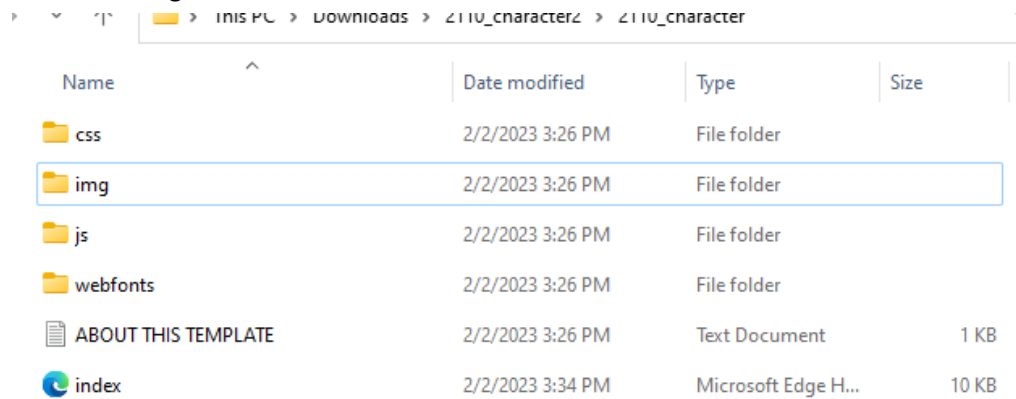 This PC > Downloads > 2110_character2 > 2110_character
Name Date modified Type Size
css 2/2/2023 3:26 PM File folder
img 2/2/2023 3:26 PM File folder
js 2/2/2023 3:26 PM File folder
webfonts 2/2/2023 3:26 PM File folder
ABOUT THIS TEMPLATE 2/2/2023 3:26 PM Text Document 1 KB
index 2/2/2023 3:34 PM Microsoft Edge H... 10 KB